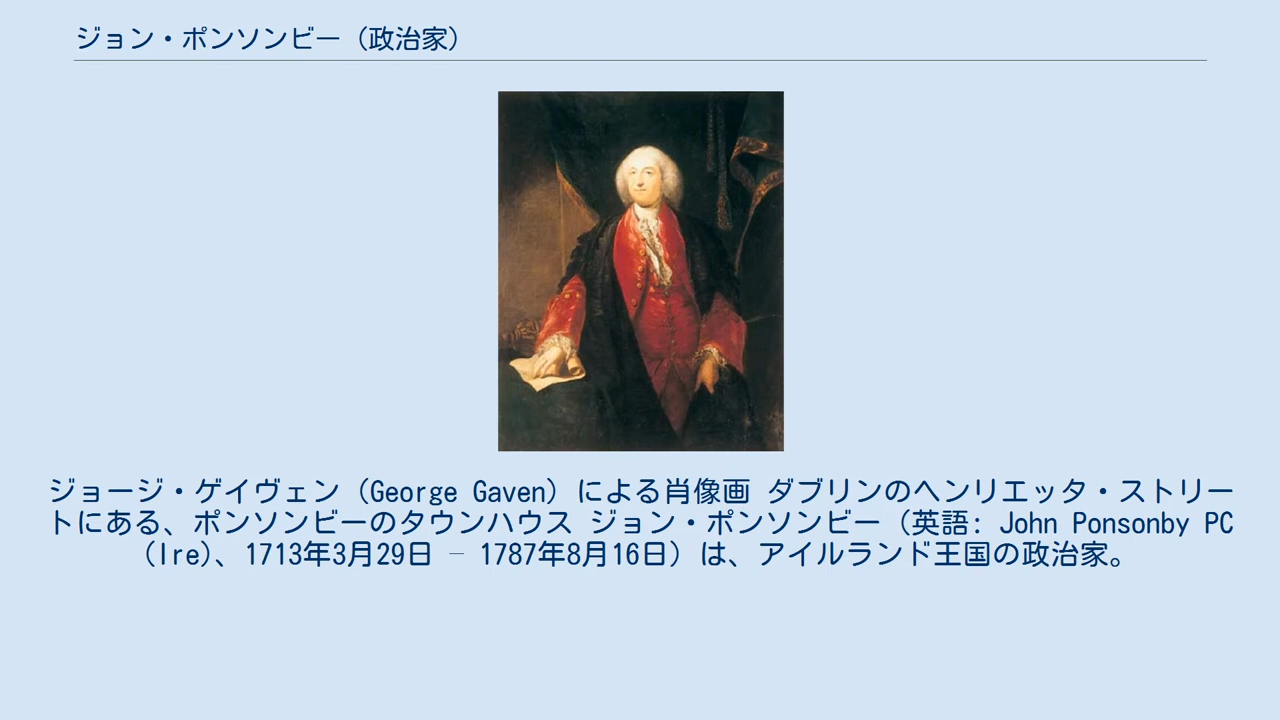 ジョン・ポンソンビー（政治家）
ジョージ・ゲイヴェン（George Gaven）による肖像画 ダブリンのヘンリエッタ・ストリー
トにある、ポンソンビーのタウンハウス ジョン・ポンソンビー（英語: John Ponsonby PC
(Ire)、1713年3月29日 – 1787年8月16日）は、アイルランド王国の政治家。